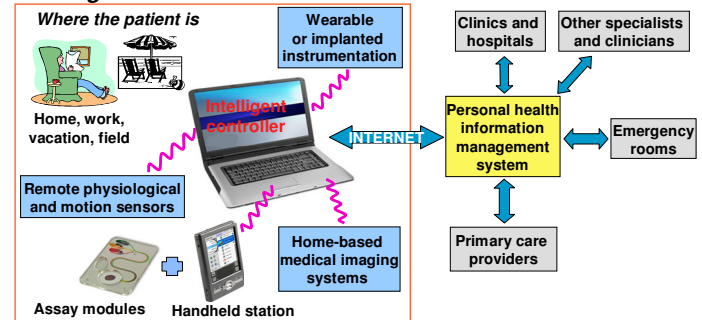 Where the patient is
Home, work,
vacation, field
Wearable
or implanted
instrumentation
Intelligent
controller
Remote physiological
and motion sensors
Home-based
medical imaging
systems
Assay modules
Handheld station
INTERNET
Clinics and
hospitals
Other specialists
and clinicians
Personal health
information
management
system
Emergency
rooms
Primary care
providers